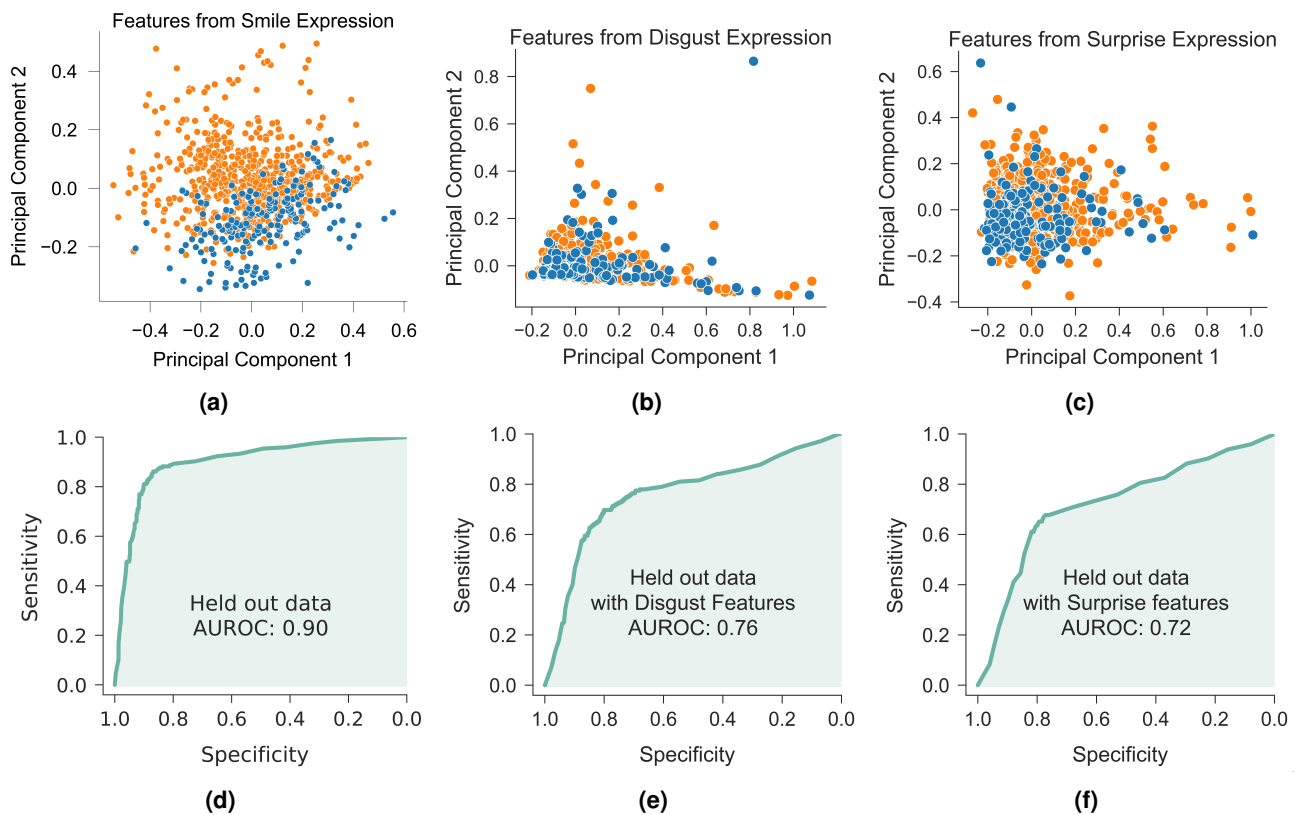 Features from Smile Expression
Principal Component 2
0.4
0.2
0.0
−0.2
−0.4 −0.2 0.0 0.2 0.4 0.6
Principal Component 1
(a)
Features from Disgust Expression
Principal Component 2
0.8
0.6
0.4
0.2
0.0
−0.2 0.0 0.2 0.4 0.6 0.8 1.0
Principal Component 1
(b)
Features from Surprise Expression
Principal Component 2
0.6
0.4
0.2
0.0
−0.2
−0.4
−0.2 0.0 0.2 0.4 0.6 0.8 1.0
Principal Component 1
(c)
Sensitivity
1.0
0.8
0.6
0.4
0.2
0.0
Held out data
AUROC: 0.90
1.0 0.8 0.6 0.4 0.2 0.0
Specificity
(d)
Sensitivity
1.0
0.8
0.6
0.4
0.2
0.0
Held out data
with Disgust Features
AUROC: 0.76
1.0 0.8 0.6 0.4 0.2 0.0
Specificity
(e)
Sensitivity
1.0
0.8
0.6
0.4
0.2
0.0
Held out data
with Surprise features
AUROC: 0.72
1.0 0.8 0.6 0.4 0.2 0.0
Specificity
(f)